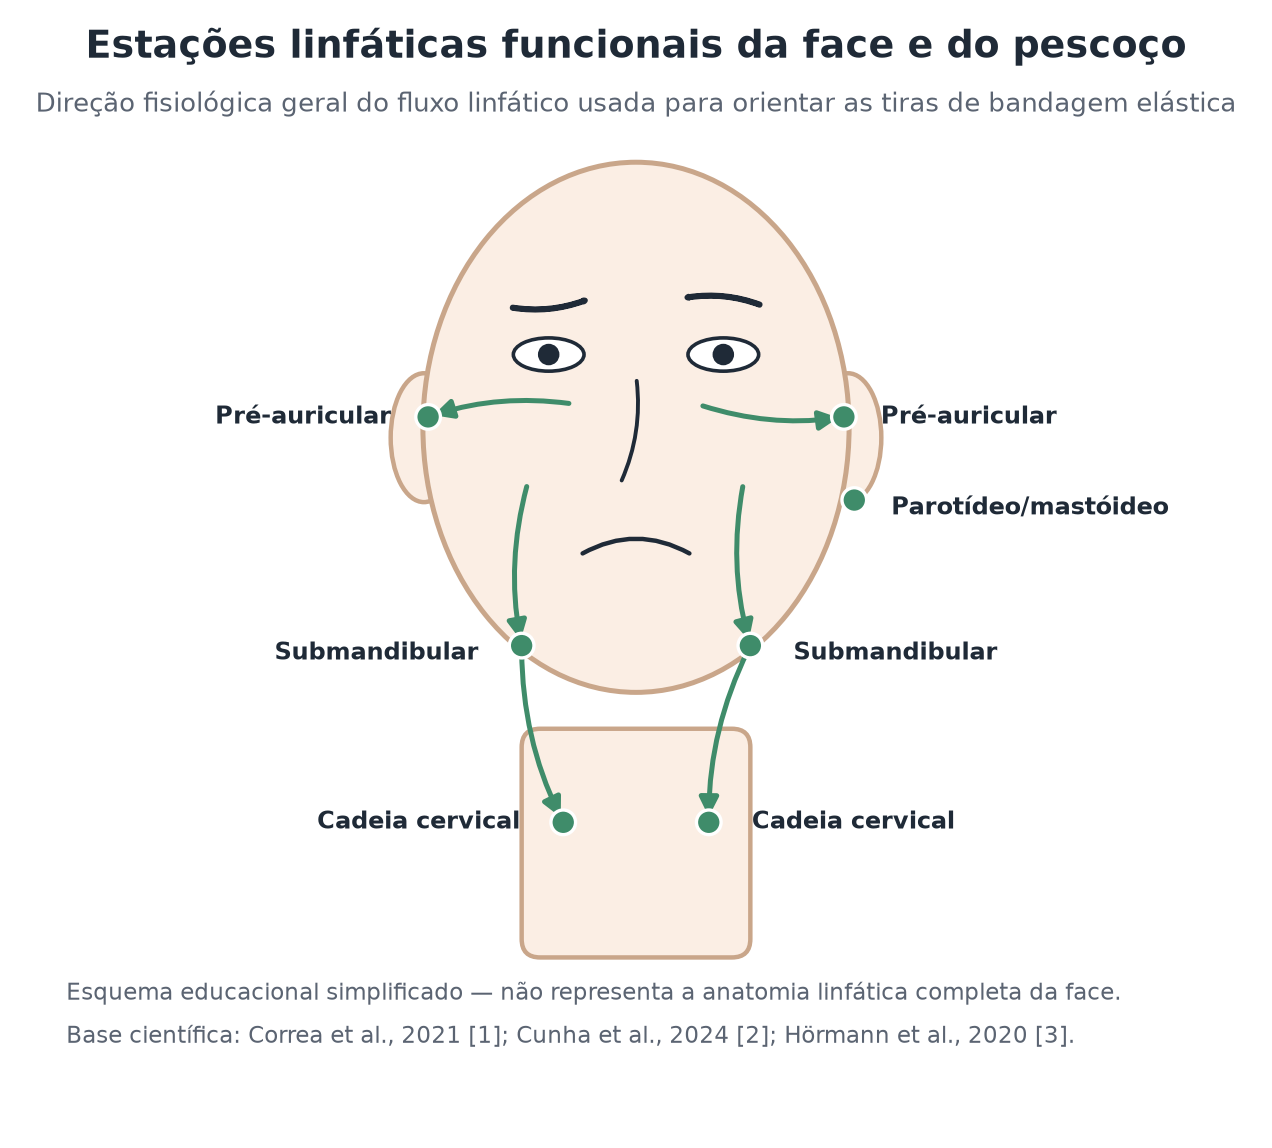 Estações linfáticas funcionais da face e do pescoço
Direção fisiológica geral do fluxo linfático usada para orientar as tiras de bandagem elástica
Pré-auricular
Pré-auricular
Parotídeo/mastóideo
Submandibular
Submandibular
Cadeia cervical
Cadeia cervical
Esquema educacional simplificado — não representa a anatomia linfática completa da face.
Base científica: Correa et al., 2021 [1]; Cunha et al., 2024 [2]; Hörmann et al., 2020 [3].